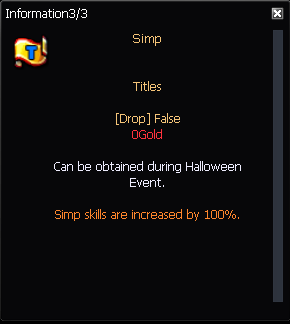 Information3/3
Simp
T
Titles
[Drop] False
0Gold
Can be obtained during Halloween
Event.
Simp skills are increased by 100%.